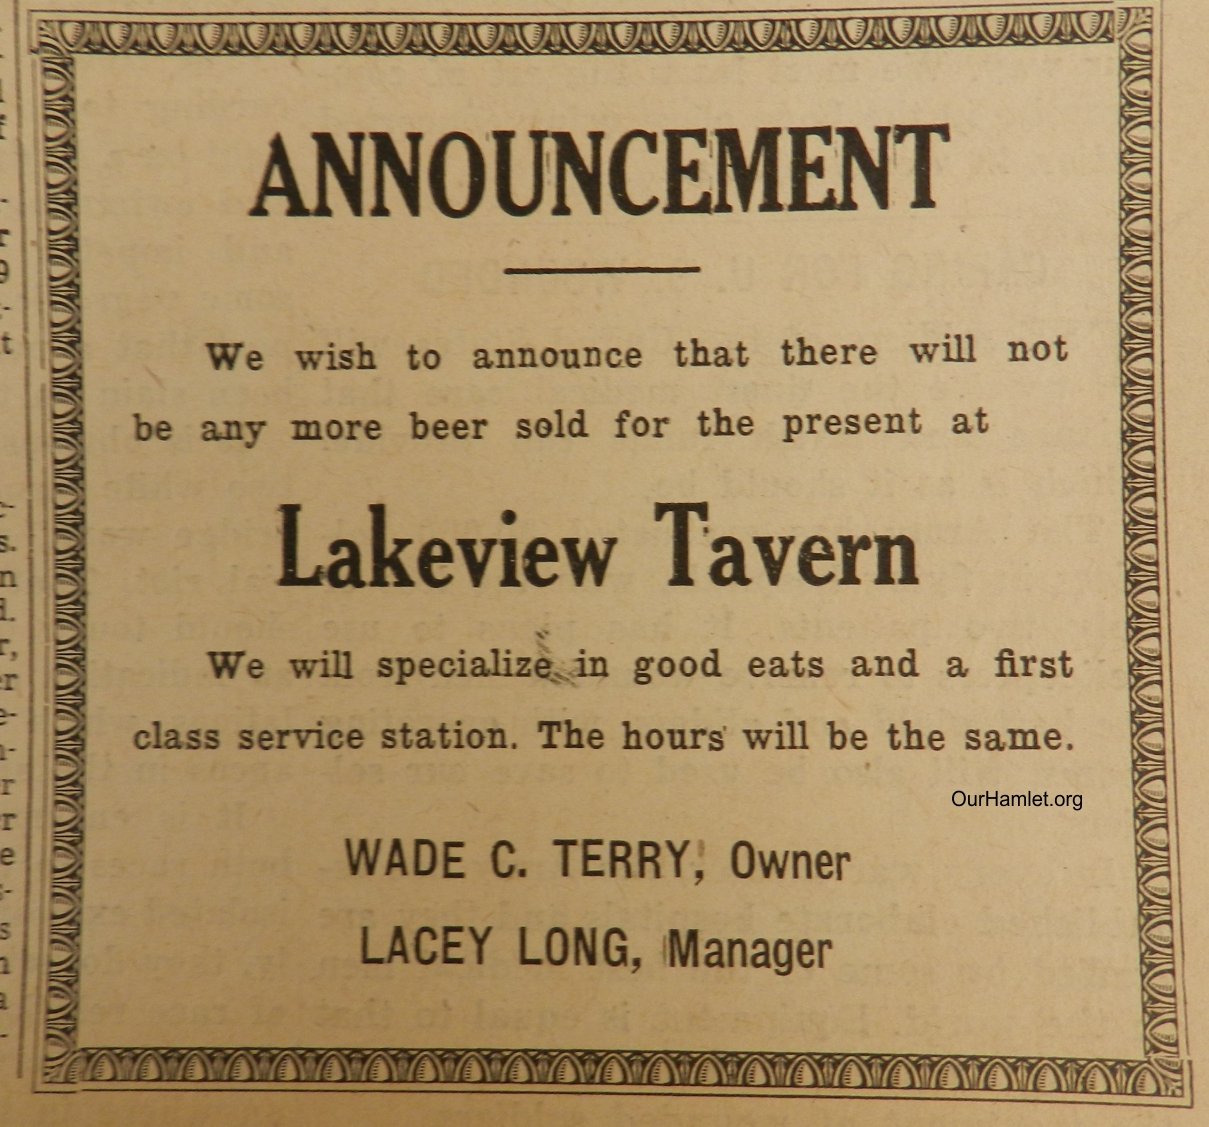 ANNOUNCEMENT
We wish to announce that there will not
be any more beer sold for the present at
Lakeview Tavern
We will specialize in good eats and a first
class service station. The hours will be the same.
OurHamlet.org
WADE C. TERRY, Owner
LACEY LONG, Manager